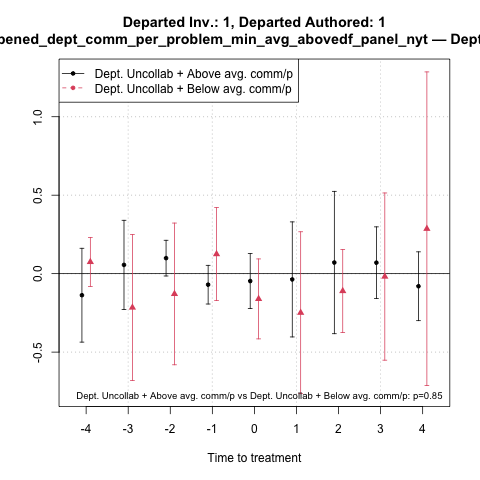 Departed Inv.: 1, Departed Authored: 1
pened_dept_comm_per_problem_min_avg_abovedf_panel_nyt — Dept
Dept. Uncollab + Above avg. comm/p
Dept. Uncollab + Below avg. comm/p
1.0
0.5
0.0
-0.5
Dept. Uncollab + Above avg. comm/p vs Dept. Uncollab + Below avg. comm/p: p=0.85
-4 -3 -2 -1 0 1 2 3 4
Time to treatment